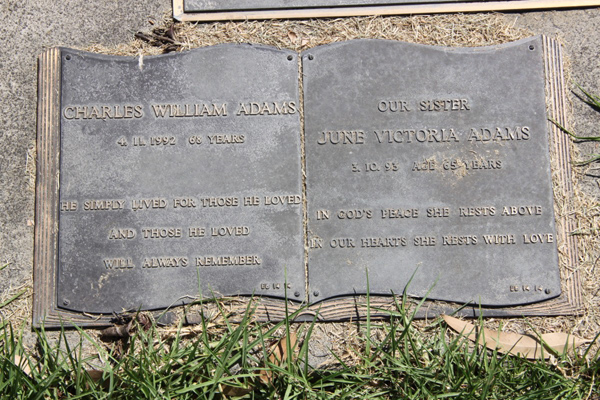 CHARLES WILLIAM ADAMS
4. 11. 1992 68 YEARS
HE SIMPLY LIVED FOR THOSE HE LOVED
AND THOSE HE LOVED
WILL ALWAYS REMEMBER
OUR SISTER
JUNE VICTORIA ADAMS
3. 10. 93 AGE 65 YEARS
IN GOD'S PEACE SHE RESTS ABOVE
IN OUR HEARTS SHE RESTS WITH LOVE